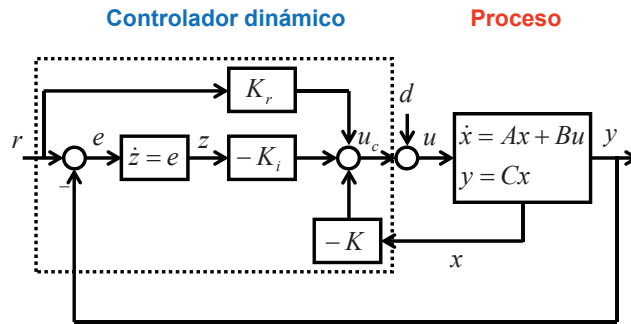 Controlador dinámico
Proceso
K_r
d
r
e
ż = e
z
− K_i
u_c
u
ẋ = Ax + Bu
y = Cx
y
−
− K
x